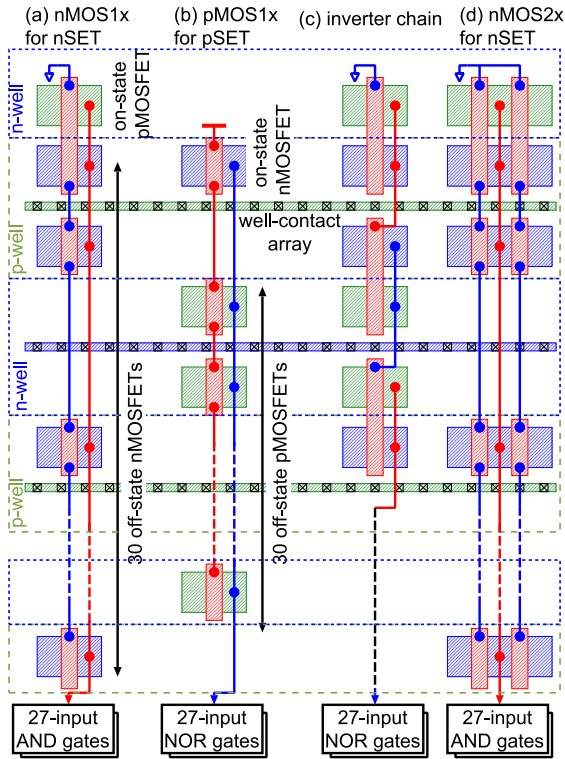 (a) nMOS1x
for nSET
(b) pMOS1x
for pSET
(c) inverter chain
(d) nMOS2x
for nSET
n-well
on-state
pMOSFET
on-state
nMOSFET
p-well
well-contact
array
n-well
30 off-state nMOSFETs
30 off-state pMOSFETs
p-well
27-input
AND gates
27-input
NOR gates
27-input
NOR gates
27-input
AND gates